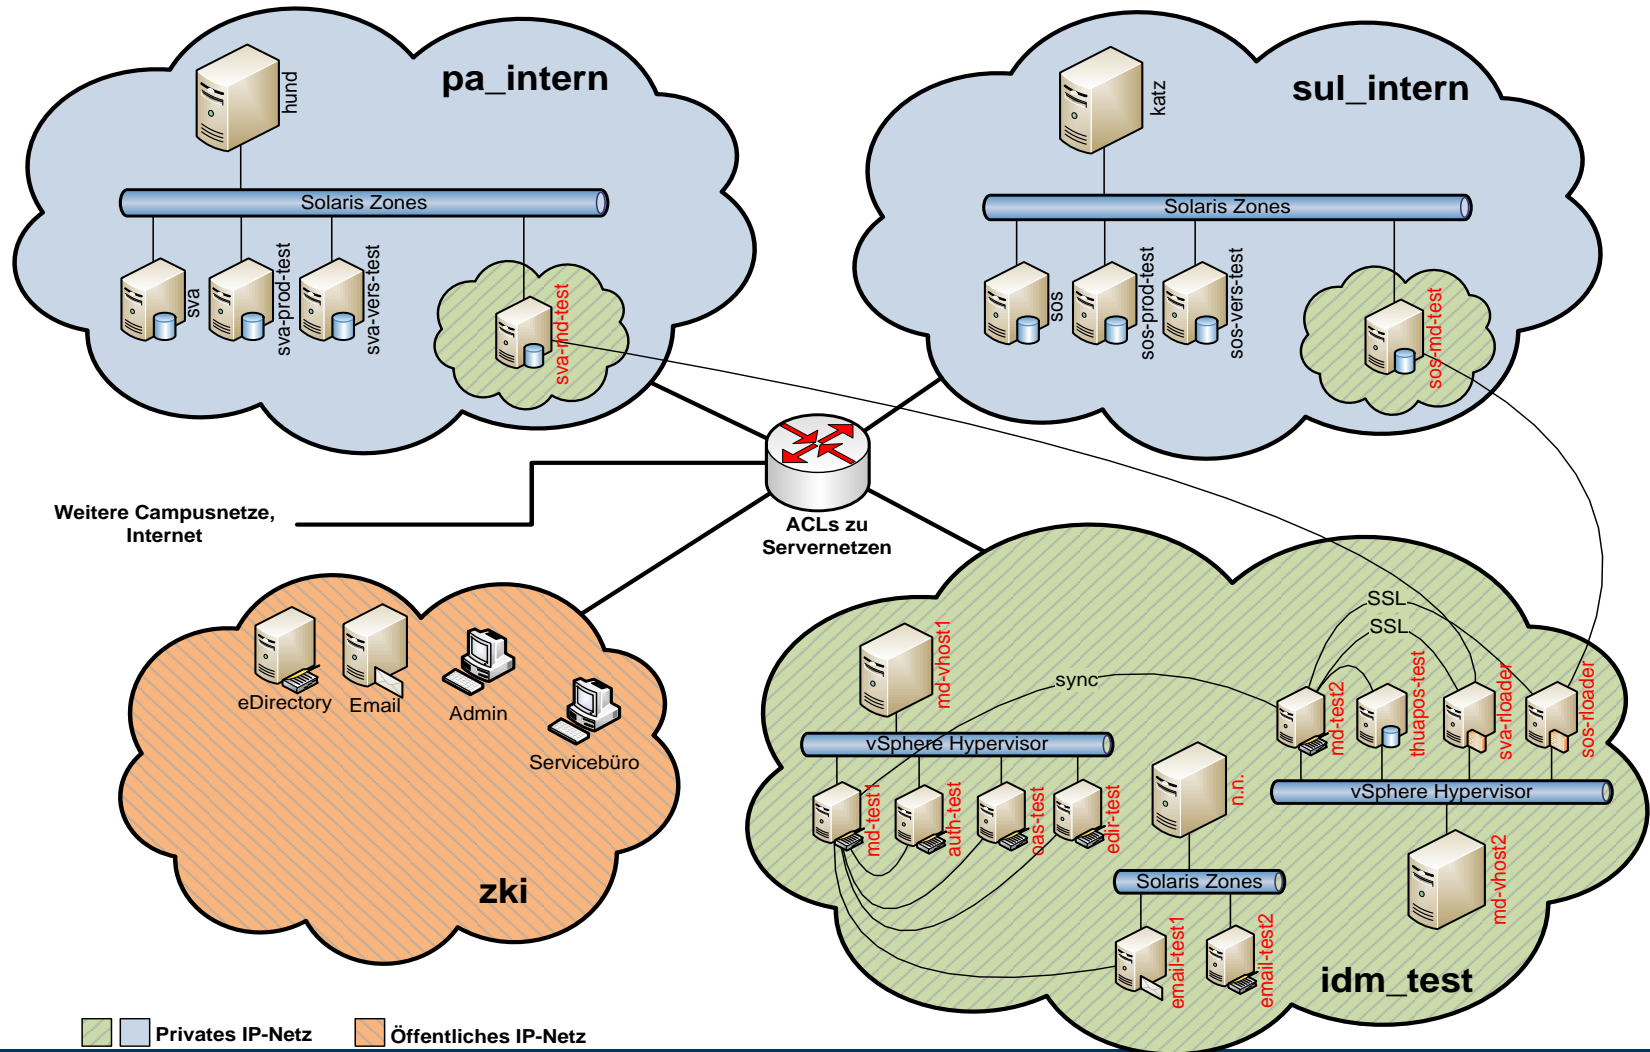 pa_intern
hund
Solaris Zones
sva
sva-prod-test
sva-vers-test
sva-md-test
sul_intern
katz
Solaris Zones
sos
sos-prod-test
sos-vers-test
sos-md-test
Weitere Campusnetze,
Internet
ACLs zu
Servernetzen
eDirectory
Email
Admin
Servicebüro
zki
md-vhost1
sync
SSL
SSL
vSphere Hypervisor
md-test1
auth-test
oas-test
edir-test
n.n.
Solaris Zones
email-test1
email-test2
md-test2
thuapos-test
sva-rloader
sos-rloader
vSphere Hypervisor
md-vhost2
idm_test
Privates IP-Netz
Öffentliches IP-Netz